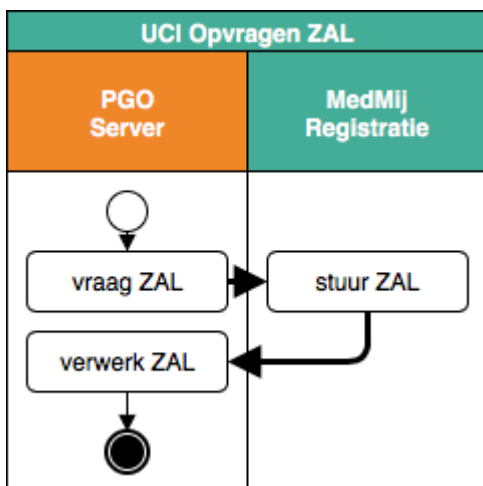 UCI Opvragen ZAL
PGO
Server
MedMij
Registratie
vraag ZAL
stuur ZAL
verwerk ZAL